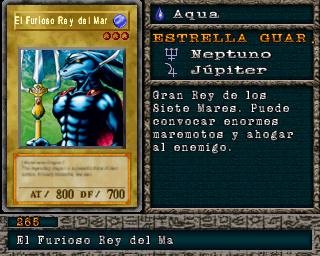 El Furioso Rey del Mar
AT/ 800 DF/ 700
Aqua
ESTRELLA GUAR.
Neptuno
Júpiter
Gran Rey de los
Siete Mares. Puede
convocar enormes
maremotos y ahogar
al enemigo.
265
El Furioso Rey del Ma